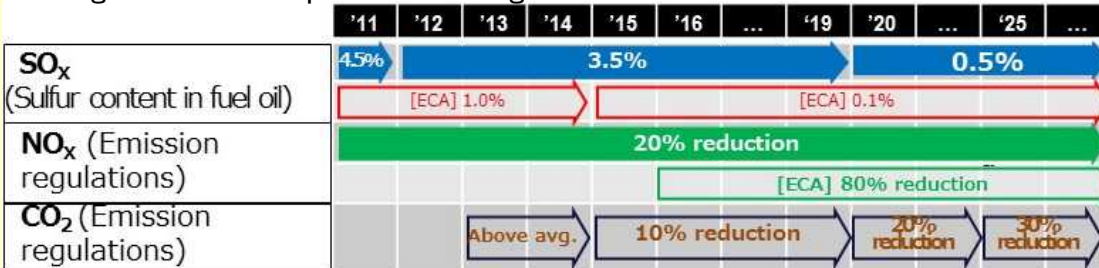 '11 '12 '13 '14 '15 '16 ... '19 '20 ... '25 ...
SOx
(Sulfur content in fuel oil)
4.5% 3.5% 0.5%
[ECA] 1.0% [ECA] 0.1%
NOx (Emission
regulations)
20% reduction
[ECA] 80% reduction
CO2 (Emission
regulations)
Above avg. 10% reduction 20% reduction 30% reduction